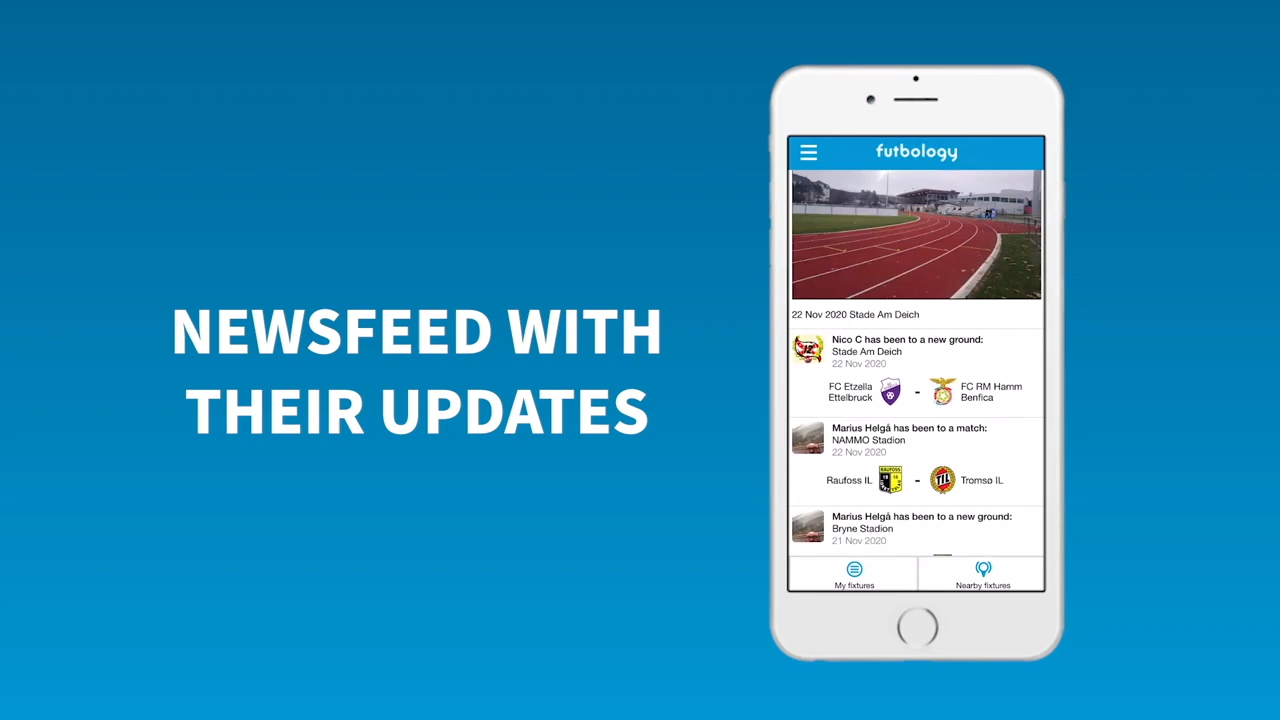 NEWSFEED WITH
THEIR UPDATES
futbology
22 Nov 2020 Stade Am Deich
Nico C has been to a new ground:
Stade Am Deich
22 Nov 2020
FC Etzella
Ettelbruck
-
FC RM Hamm
Benfica
Marius Helgå has been to a match:
NAMMO Stadion
22 Nov 2020
Raufoss IL
RAUFOSS
-
TIL
Tromsø IL
Marius Helgå has been to a new ground:
Bryne Stadion
21 Nov 2020
My fixtures
Nearby fixtures